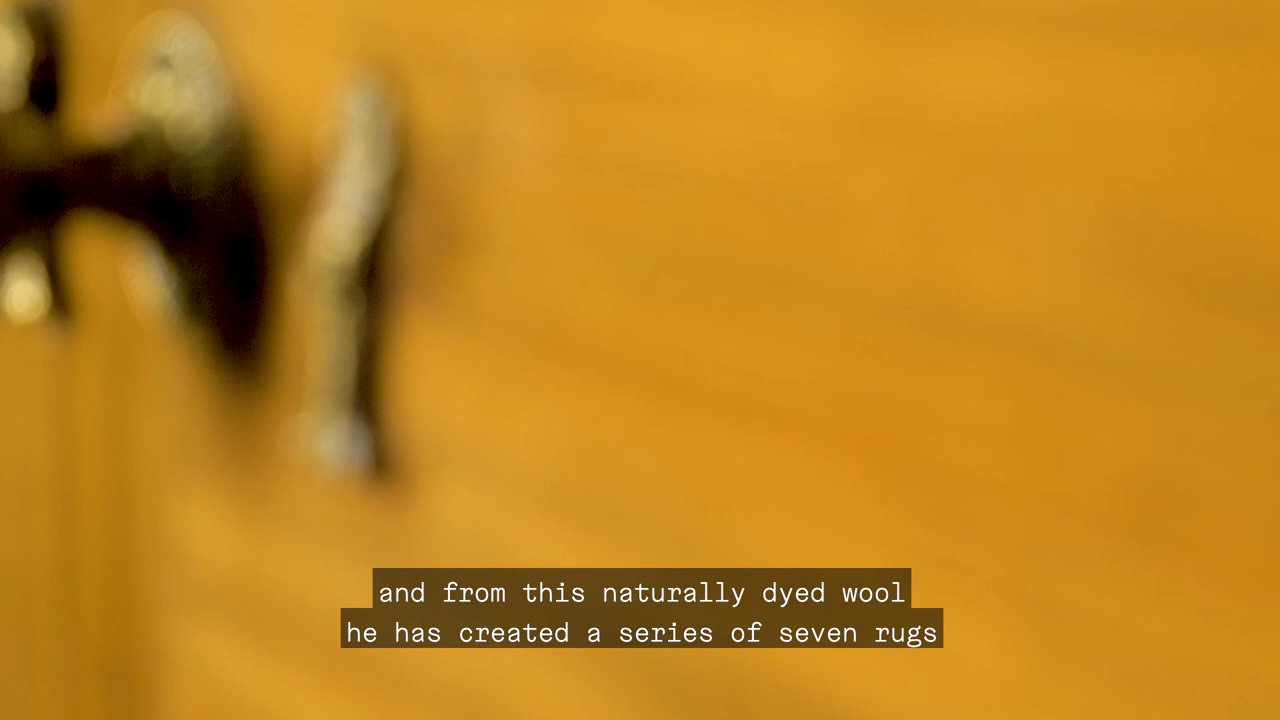 and from this naturally dyed wool
he has created a series of seven rugs